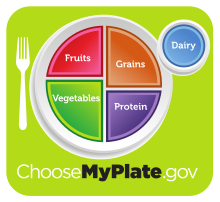 Dairy
Fruits
Grains
Vegetables
Protein
ChooseMyPlate.gov